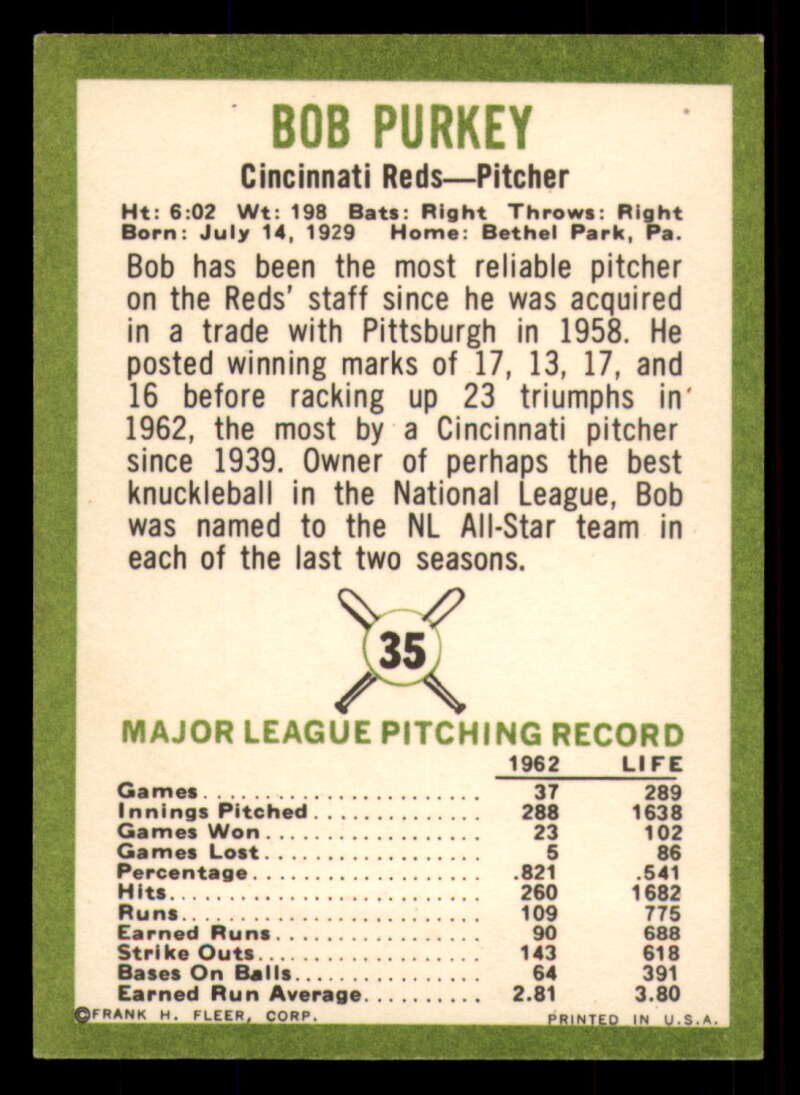 BOB PURKEY
Cincinnati Reds—Pitcher
Ht: 6:02 Wt: 198 Bats: Right Throws: Right
Born: July 14, 1929 Home: Bethel Park, Pa.
Bob has been the most reliable pitcher
on the Reds' staff since he was acquired
in a trade with Pittsburgh in 1958. He
posted winning marks of 17, 13, 17, and
16 before racking up 23 triumphs in
1962, the most by a Cincinnati pitcher
since 1939. Owner of perhaps the best
knuckleball in the National League, Bob
was named to the NL All-Star team in
each of the last two seasons.
35
MAJOR LEAGUE PITCHING RECORD
1962 LIFE
Games....................... 37 289
Innings Pitched.............. 288 1638
Games Won.................. 23 102
Games Lost.................. 5 86
Percentage................... .821 .541
Hits......................... 260 1682
Runs........................ 109 775
Earned Runs................. 90 688
Strike Outs.................. 143 618
Bases On Balls............... 64 391
Earned Run Average.......... 2.81 3.80
©FRANK H. FLEER, CORP. PRINTED IN U.S.A.